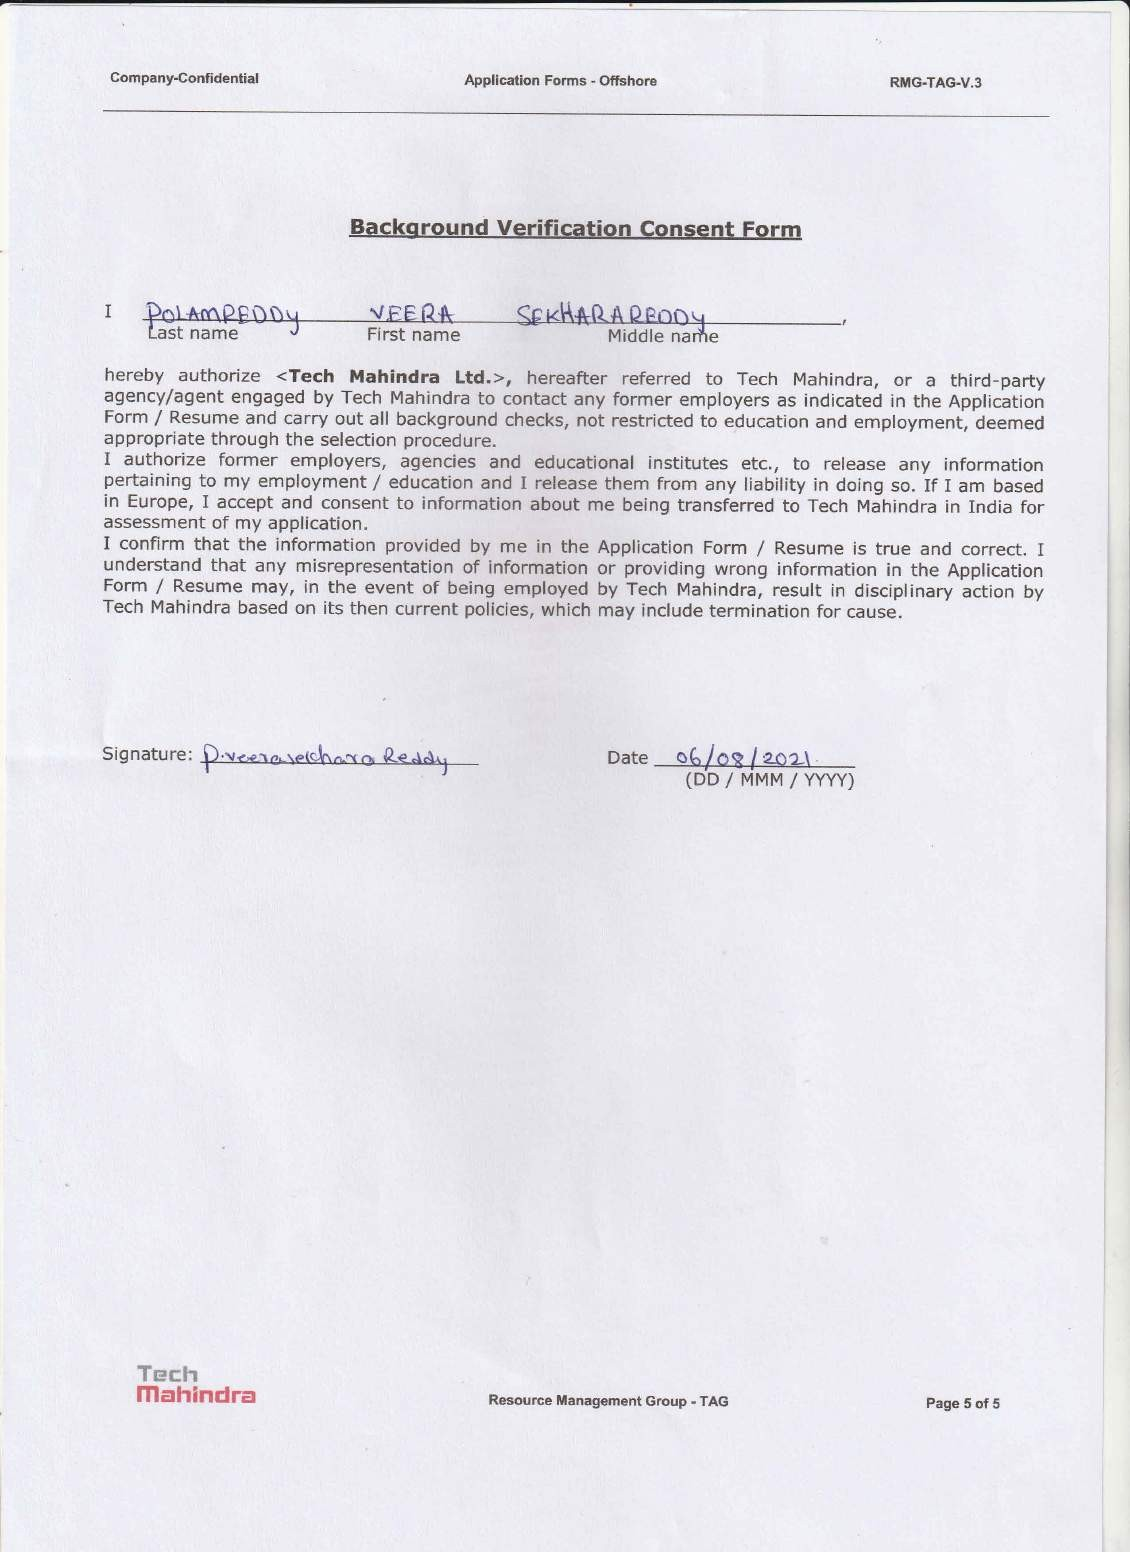 Company-Confidential Application Forms - Offshore RMG-TAG-V.3
Background Verification Consent Form
I POLAMREDDY VEERA SEKHARAREDDY ,
Last name First name Middle name
hereby authorize <Tech Mahindra Ltd.>, hereafter referred to Tech Mahindra, or a third-party
agency/agent engaged by Tech Mahindra to contact any former employers as indicated in the Application
Form / Resume and carry out all background checks, not restricted to education and employment, deemed
appropriate through the selection procedure.
I authorize former employers, agencies and educational institutes etc., to release any information
pertaining to my employment / education and I release them from any liability in doing so. If I am based
in Europe, I accept and consent to information about me being transferred to Tech Mahindra in India for
assessment of my application.
I confirm that the information provided by me in the Application Form / Resume is true and correct. I
understand that any misrepresentation of information or providing wrong information in the Application
Form / Resume may, in the event of being employed by Tech Mahindra, result in disciplinary action by
Tech Mahindra based on its then current policies, which may include termination for cause.
Signature: P.veerasekhara Reddy Date 06/08/2021.
(DD / MMM / YYYY)
Tech
Mahindra
Resource Management Group - TAG Page 5 of 5